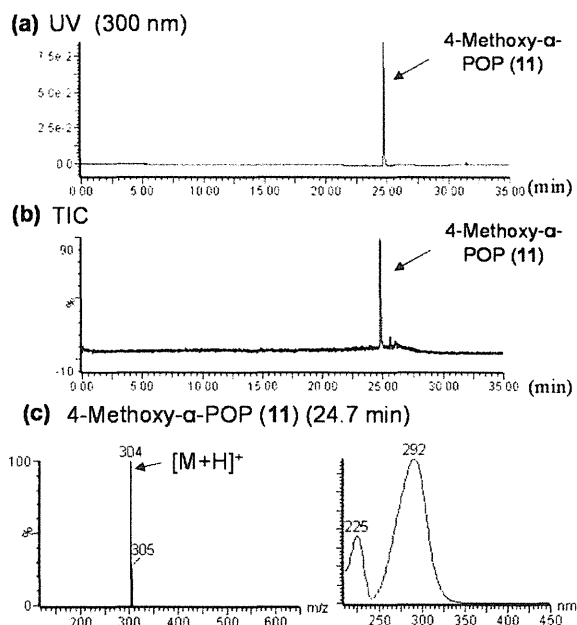 (a) UV (300 nm)
4-Methoxy-α-
POP (11)
7.5e-2
5.0e-2
2.5e-2
0.0
0.00 5.00 10.00 15.00 20.00 25.00 30.00 35.00 (min)
(b) TIC
4-Methoxy-α-
POP (11)
90
%
-10
0.00 5.00 10.00 15.00 20.00 25.00 30.00 35.00 (min)
(c) 4-Methoxy-α-POP (11) (24.7 min)
304
[M+H]+
305
100
%
0
200 300 400 500 600 m/z
292
225
250 300 350 400 450 nm